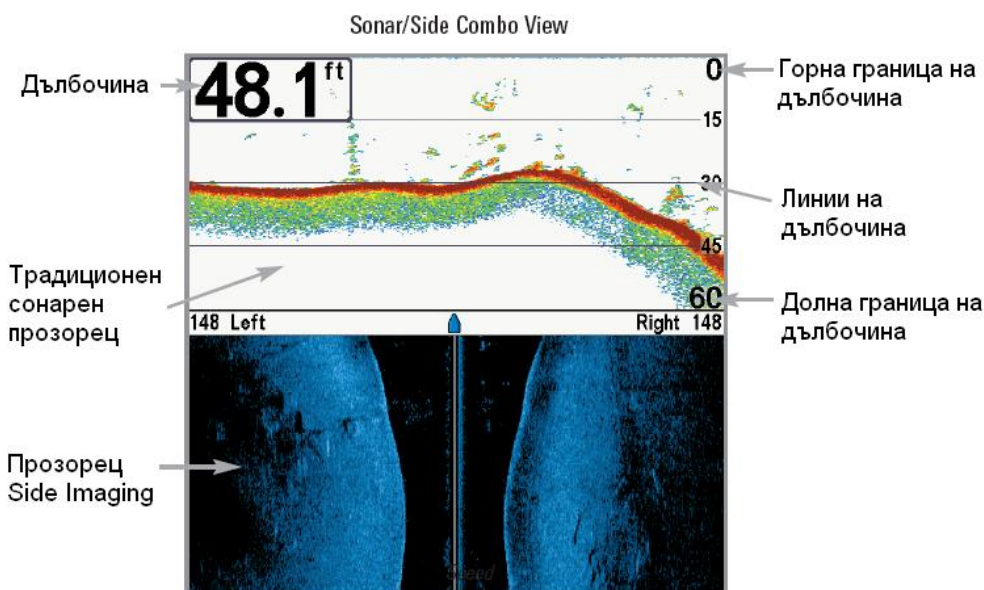 Sonar/Side Combo View
Дълбочина
48.1 ft
0
Горна граница на
дълбочина
15
30
Линии на
дълбочина
45
Традиционен
сонарен
прозорец
60
Долна граница на
дълбочина
148 Left
Right 148
Прозорец
Side Imaging
Speed